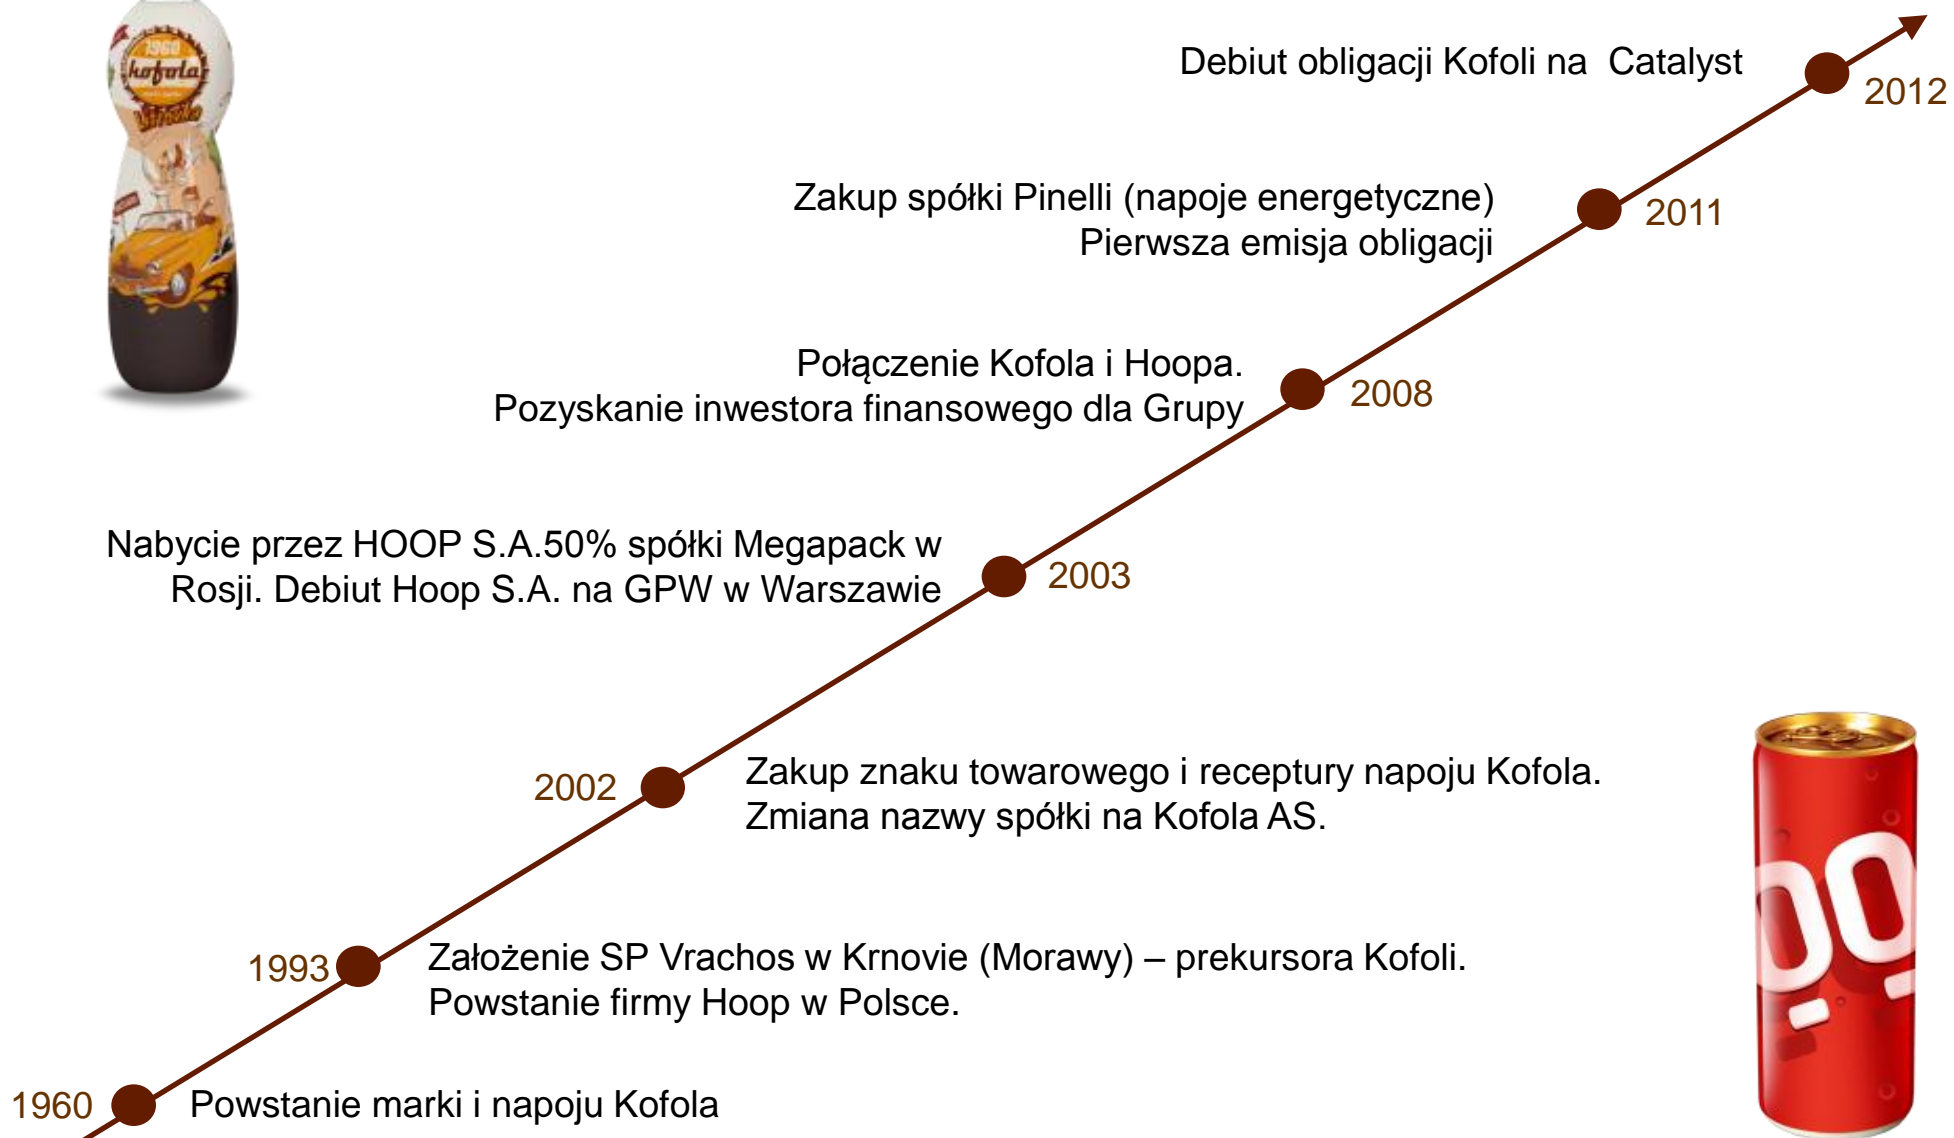 1960
kofola
Debiut obligacji Kofoli na  Catalyst
2012
Zakup spółki Pinelli (napoje energetyczne)
Pierwsza emisja obligacji
2011
Połączenie Kofola i Hoopa.
Pozyskanie inwestora finansowego dla Grupy
2008
Nabycie przez HOOP S.A.50% spółki Megapack w
Rosji. Debiut Hoop S.A. na GPW w Warszawie
2003
2002
Zakup znaku towarowego i receptury napoju Kofola.
Zmiana nazwy spółki na Kofola AS.
1993
Założenie SP Vrachos w Krnovie (Morawy) – prekursora Kofoli.
Powstanie firmy Hoop w Polsce.
1960
Powstanie marki i napoju Kofola